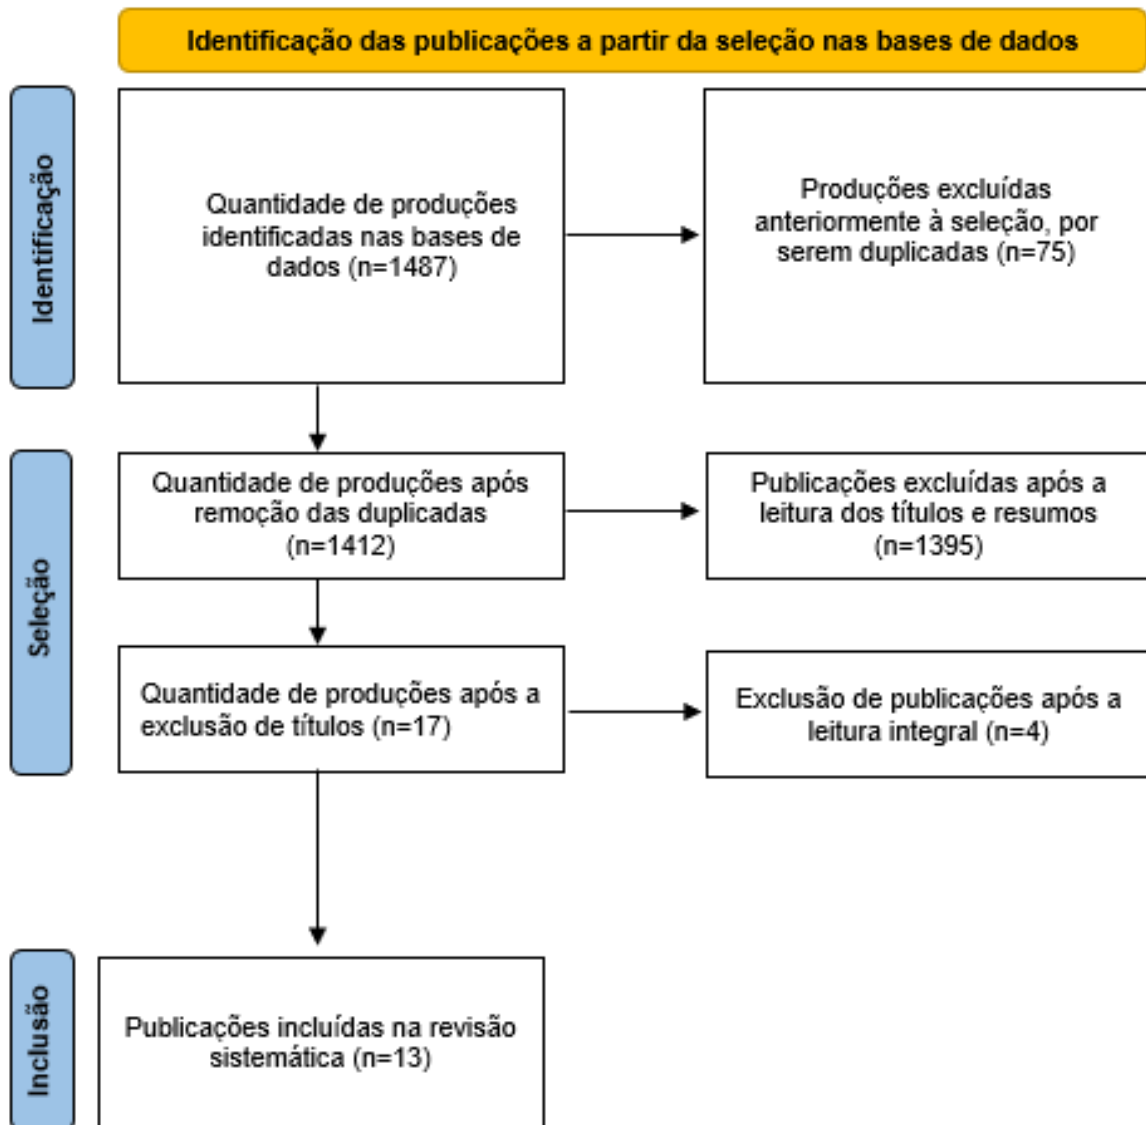 Identificação das publicações a partir da seleção nas bases de dados
Identificação
Quantidade de produções
identificadas nas bases de
dados (n=1487)
Produções excluídas
anteriormente à seleção, por
serem duplicadas (n=75)
Seleção
Quantidade de produções após
remoção das duplicadas
(n=1412)
Publicações excluídas após a
leitura dos títulos e resumos
(n=1395)
Quantidade de produções após a
exclusão de títulos (n=17)
Exclusão de publicações após a
leitura integral (n=4)
Inclusão
Publicações incluídas na revisão
sistemática (n=13)